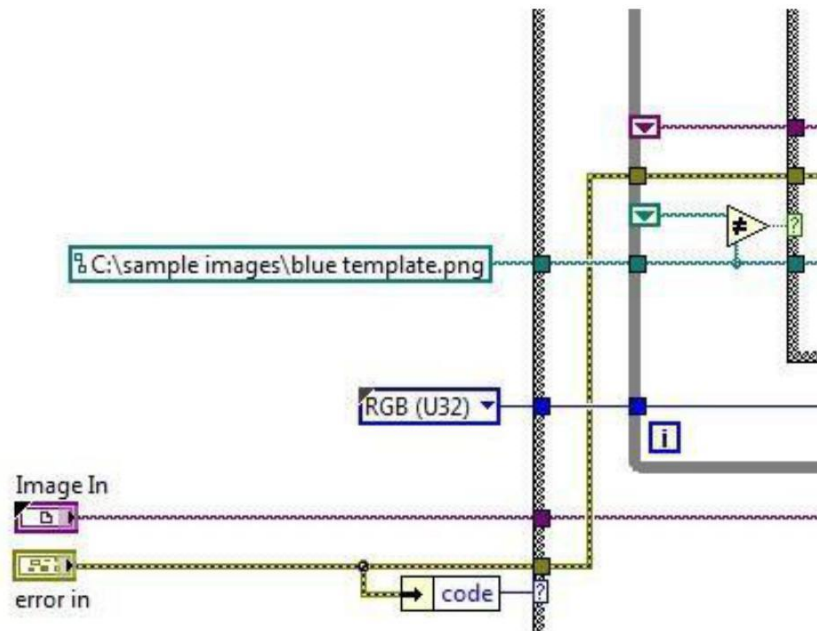 ≠
?
C:\sample images\blue template.png
RGB (U32)
i
Image In
error in
code
?